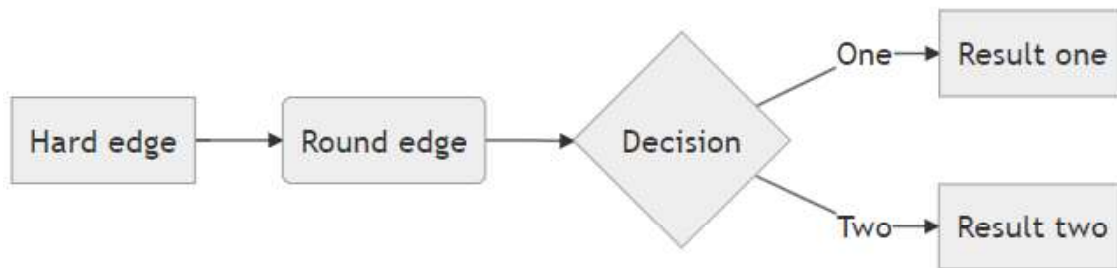 Hard edge
Round edge
Decision
One
Result one
Two
Result two